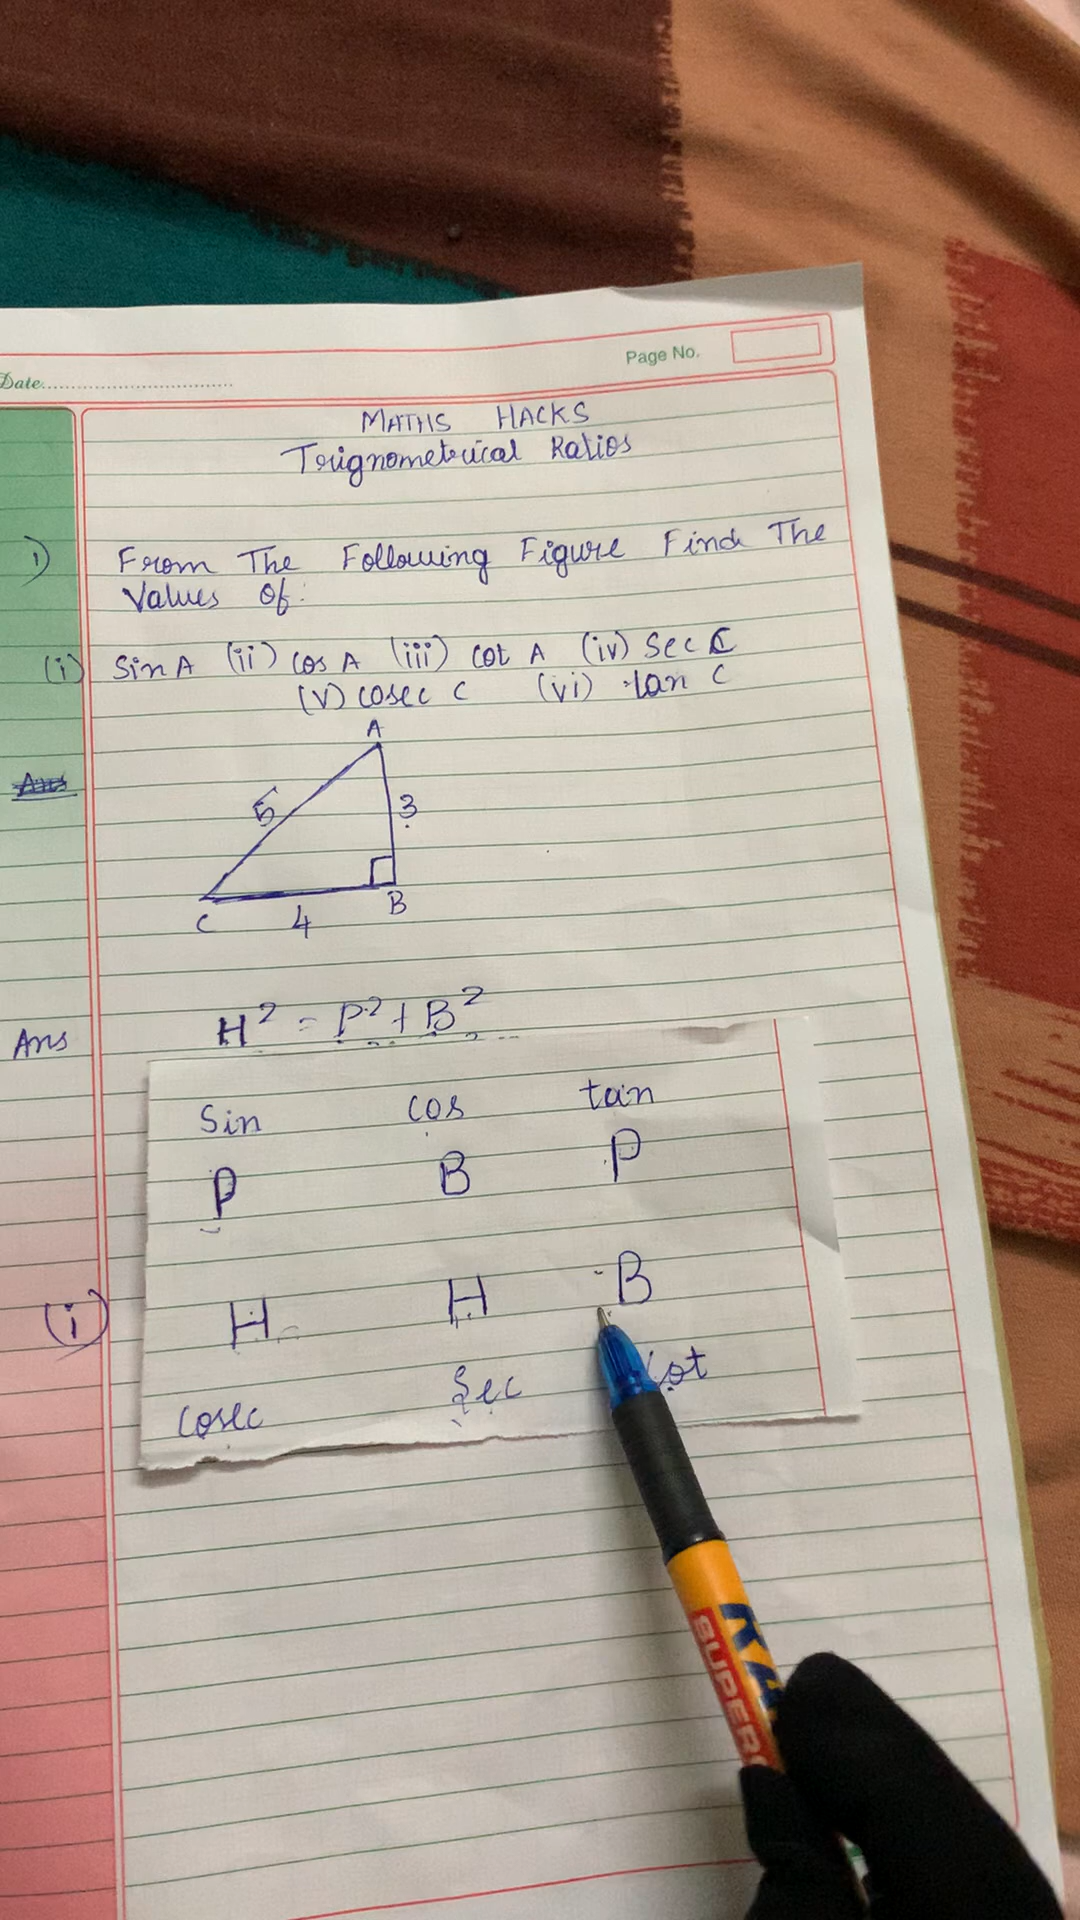 Page No.
Date
MATHS HACKS
Trignometrical Ratios
1) From The Following Figure Find The
Values of:
(i) Sin A (ii) cos A (iii) cot A (iv) Sec C
(v) cosec C (vi) tan C
A
5 3
C 4 B
Ans H² = P² + B²
Sin cos tan
P B P
(i) H H B
Cosec Sec Cot
SUPER